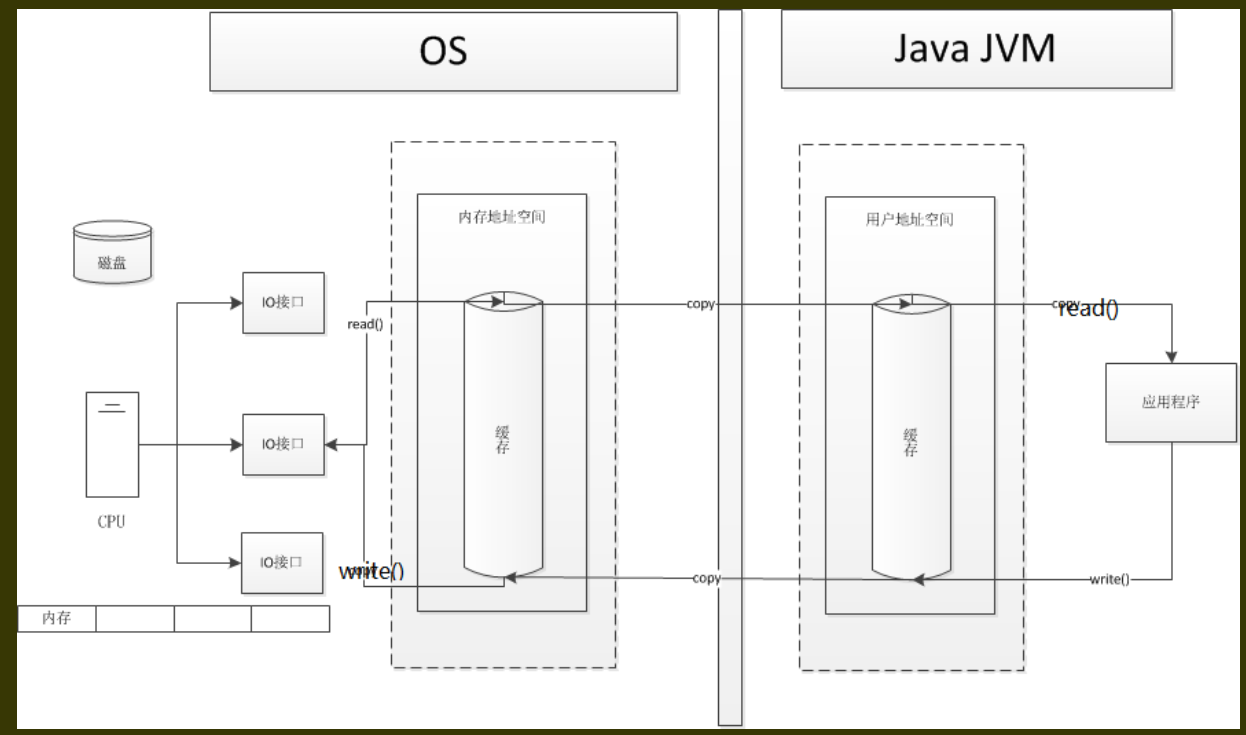 OS
Java JVM
内存地址空间
用户地址空间
磁盘
IO接口
read()
copy
copy
read()
应用程序
IO接口
缓存
缓存
CPU
IO接口
write()
copy
write()
内存